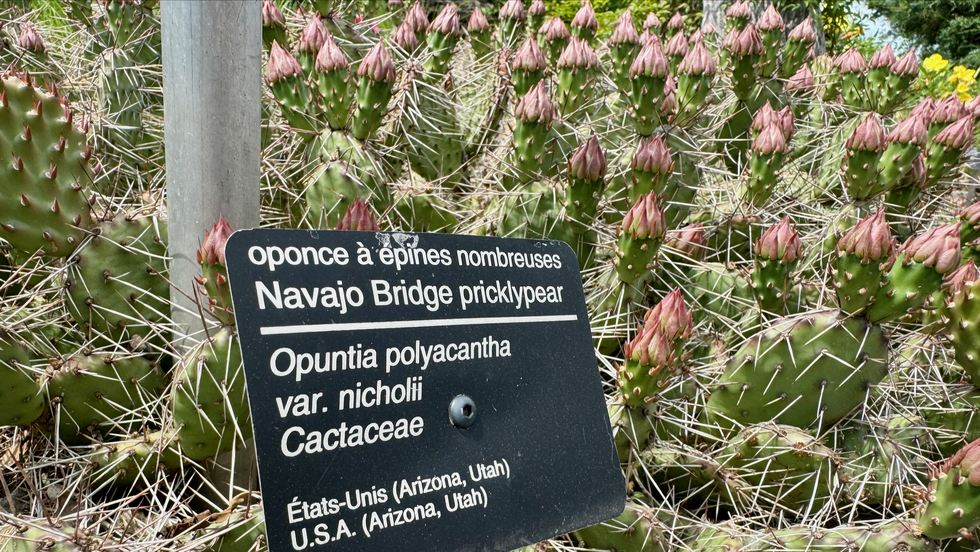 oponce à épines nombreuses
Navajo Bridge pricklypear
Opuntia polyacantha
var. nicholii
Cactaceae
États-Unis (Arizona, Utah)
U.S.A. (Arizona, Utah)